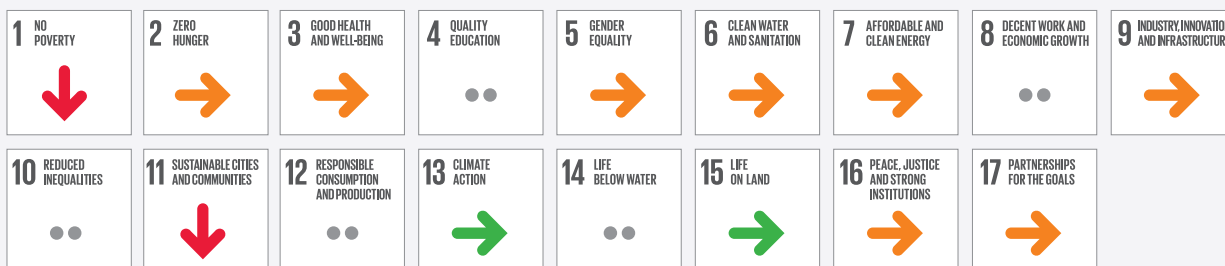 1 NO
POVERTY
2 ZERO
HUNGER
3 GOOD HEALTH
AND WELL-BEING
4 QUALITY
EDUCATION
5 GENDER
EQUALITY
6 CLEAN WATER
AND SANITATION
7 AFFORDABLE AND
CLEAN ENERGY
8 DECENT WORK AND
ECONOMIC GROWTH
9 INDUSTRY, INNOVATIO
AND INFRASTRUCTUR
10 REDUCED
INEQUALITIES
11 SUSTAINABLE CITIES
AND COMMUNITIES
12 RESPONSIBLE
CONSUMPTION
AND PRODUCTION
13 CLIMATE
ACTION
14 LIFE
BELOW WATER
15 LIFE
ON LAND
16 PEACE, JUSTICE
AND STRONG
INSTITUTIONS
17 PARTNERSHIPS
FOR THE GOALS